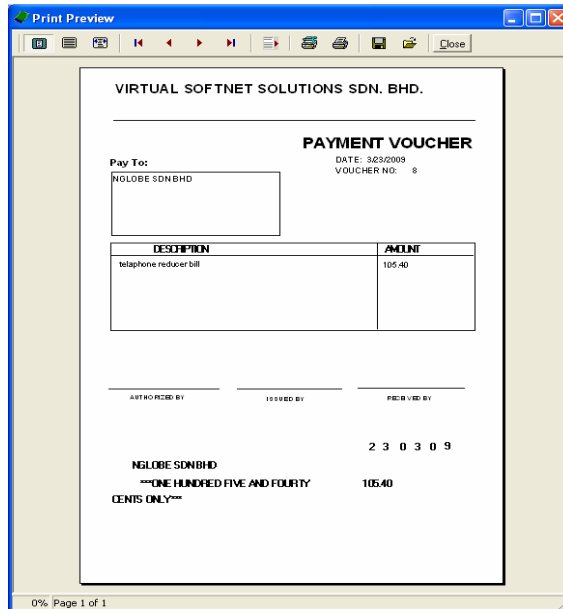 Print Preview
Close
VIRTUAL SOFTNET SOLUTIONS SDN. BHD.
PAYMENT VOUCHER
DATE: 3/23/2009
Pay To:
VOUCHER NO: 8
NGLOBE SDN BHD
DESCRIPTION AMOUNT
telaphone reducer bill 105.40
AUTHORIZED BY ISSUED BY RECEIVED BY
2 3 0 3 0 9
NGLOBE SDN BHD
***ONE HUNDRED FIVE AND FOURTY 105.40
CENTS ONLY***
0% Page 1 of 1